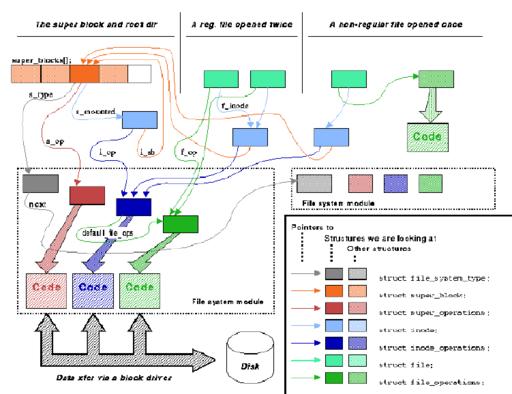 The super block and root dir
A reg. file opened twice
A non-regular file opened once
super_blocks[];
s_type
s_mounted
f_inode
s_op
i_op
i_sb
f_op
Code
next
default_file_ops
File system module
Code
Code
Code
File system module
Data xfer via a block driver
Disk
Pointers to
Structures we are looking at
Other structures
struct file_system_type;
struct super_block;
struct super_operations;
struct inode;
struct inode_operations;
struct file;
struct file_operations;